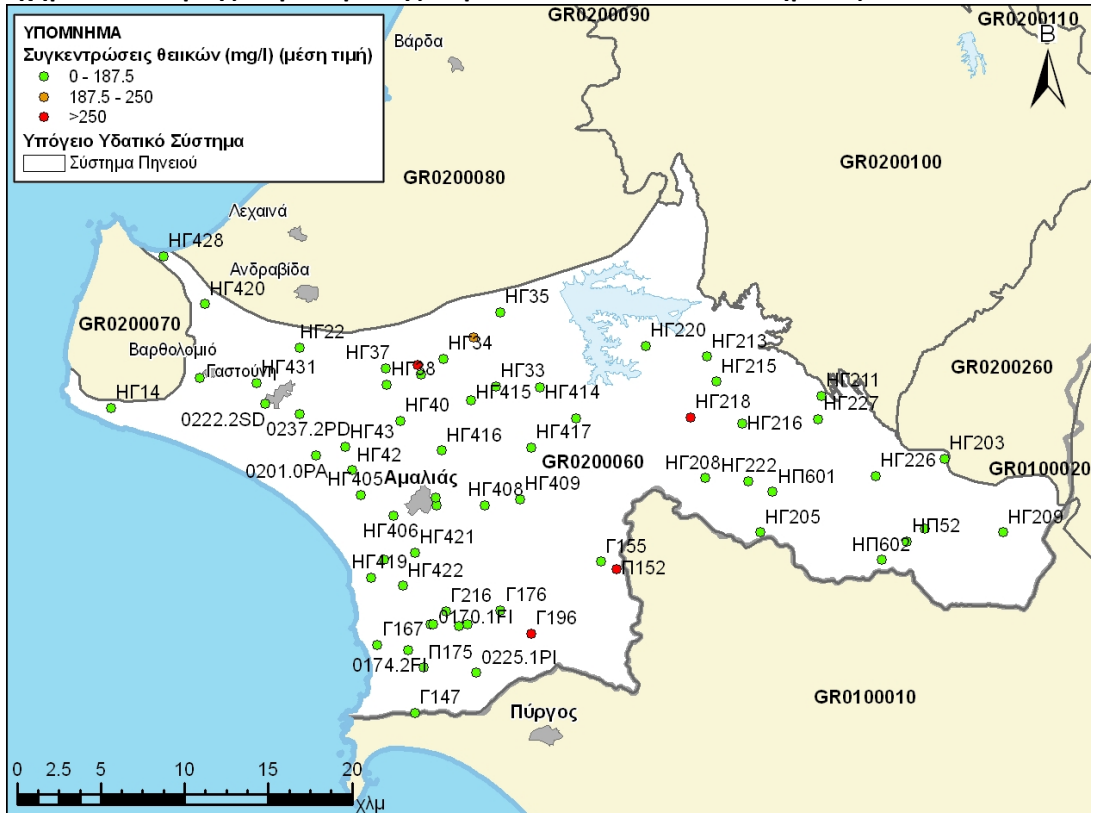 ΥΠΟΜΝΗΜΑ
Συγκεντρώσεις θειικών (mg/l) (μέση τιμή)
0 - 187.5
187.5 - 250
>250
Υπόγειο Υδατικό Σύστημα
Σύστημα Πηνειού
GR0200090
GR0200110
Βάρδα
Β
GR0200100
GR0200080
Λεχαινά
ΗΓ428
Ανδραβίδα
ΗΓ420
ΗΓ35
GR0200070
ΗΓ22
ΗΓ34
ΗΓ220
ΗΓ213
Βαρθολομιό
ΗΓ37
GR0200260
Γαστούνη
ΗΓ431
ΗΓ38
ΗΓ33
ΗΓ215
ΗΓ14
ΗΓ415
ΗΓ414
ΗΓ211
ΗΓ40
ΗΓ218
ΗΓ227
0222.2SD
0237.2PD
ΗΓ216
ΗΓ43
ΗΓ416
ΗΓ417
ΗΓ203
0201.0PA
ΗΓ42
GR0200060
ΗΓ226
GR0100020
ΗΓ405
Αμαλιάς
ΗΓ208
ΗΓ222
ΗΠ601
ΗΓ408
ΗΓ409
ΗΓ406
ΗΓ421
ΗΓ205
ΗΠ52
ΗΓ209
Γ155
ΗΠ602
ΗΓ419
ΗΓ422
Π152
Γ216
Γ176
0170.1FI
Γ196
Γ167
Π175
0174.2FI
0225.1PI
Γ147
Πύργος
GR0100010
0 2.5 5 10 15 20
χλμ